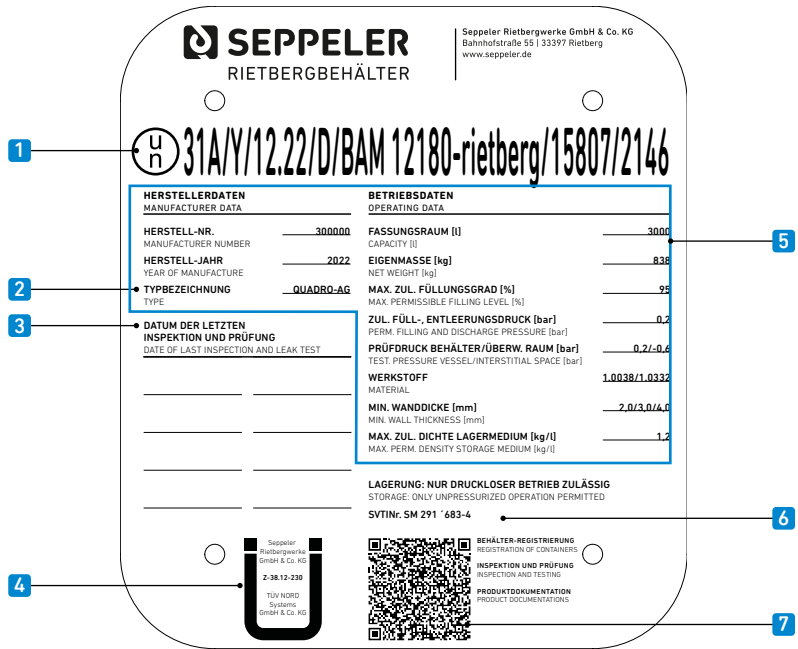 SEPPELER
RIETBERGBEHÄLTER
Seppeler Rietbergwerke GmbH & Co. KG
Bahnhofstraße 55 | 33397 Rietberg
www.seppeler.de
1
un 31A/Y/12.22/D/BAM 12180-rietberg/15807/2146
HERSTELLERDATEN
MANUFACTURER DATA
HERSTELL-NR. 300000
MANUFACTURER NUMBER
HERSTELL-JAHR 2022
YEAR OF MANUFACTURE
2
TYPBEZEICHNUNG QUADRO-AG
TYPE
3
DATUM DER LETZTEN
INSPEKTION UND PRÜFUNG
DATE OF LAST INSPECTION AND LEAK TEST
BETRIEBSDATEN
OPERATING DATA
FASSUNGSRAUM [l] 3000
CAPACITY [l]
5
EIGENMASSE [kg] 838
NET WEIGHT [kg]
MAX. ZUL. FÜLLUNGSGRAD [%] 95
MAX. PERMISSIBLE FILLING LEVEL [%]
ZUL. FÜLL-, ENTLEERUNGSDRUCK [bar] 0,2
PERM. FILLING AND DISCHARGE PRESSURE [bar]
PRÜFDRUCK BEHÄLTER/ÜBERW. RAUM [bar] 0,2/-0,6
TEST. PRESSURE VESSEL/INTERSTITIAL SPACE [bar]
WERKSTOFF 1.0038/1.0332
MATERIAL
MIN. WANDDICKE [mm] 2,0/3,0/4,0
MIN. WALL THICKNESS [mm]
MAX. ZUL. DICHTE LAGERMEDIUM [kg/l] 1,2
MAX. PERM. DENSITY STORAGE MEDIUM [kg/l]
LAGERUNG: NUR DRUCKLOSER BETRIEB ZULÄSSIG
STORAGE: ONLY UNPRESSURIZED OPERATION PERMITTED
SVTINr. SM 291 ´683-4
6
4
Seppeler
Rietbergwerke
GmbH & Co. KG
Z-38.12-230
TÜV NORD
Systems
GmbH & Co. KG
BEHÄLTER-REGISTRIERUNG
REGISTRATION OF CONTAINERS
INSPEKTION UND PRÜFUNG
INSPECTION AND TESTING
PRODUKTDOKUMENTATION
PRODUCT DOCUMENTATIONS
7